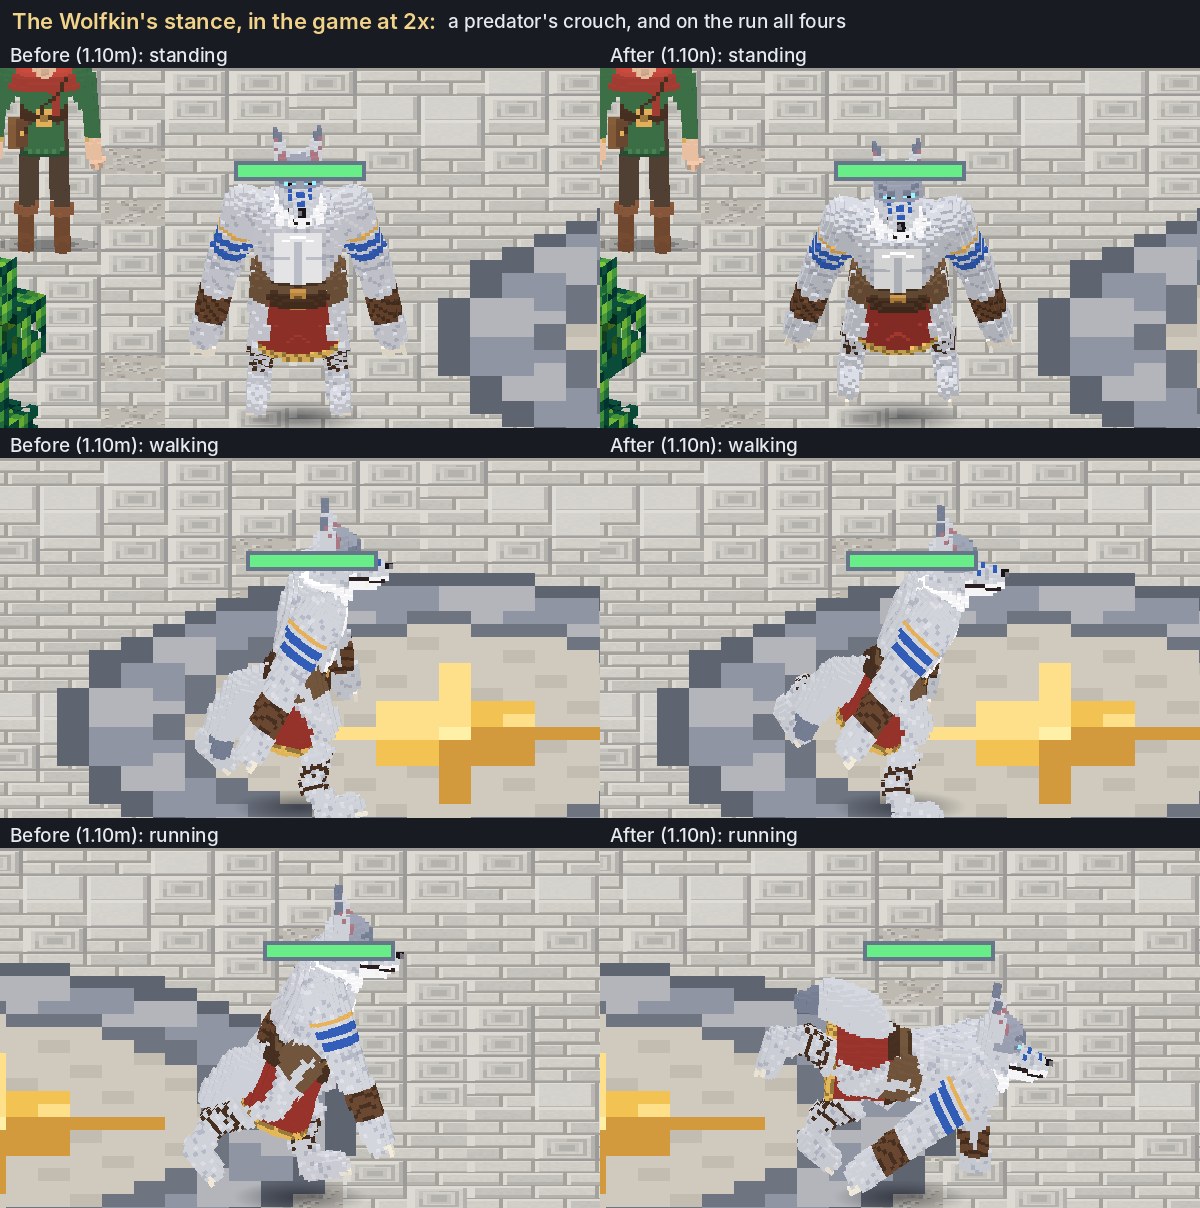 The Wolfkin's stance, in the game at 2x: a predator's crouch, and on the run all fours
Before (1.10m): standing
After (1.10n): standing
Before (1.10m): walking
After (1.10n): walking
Before (1.10m): running
After (1.10n): running